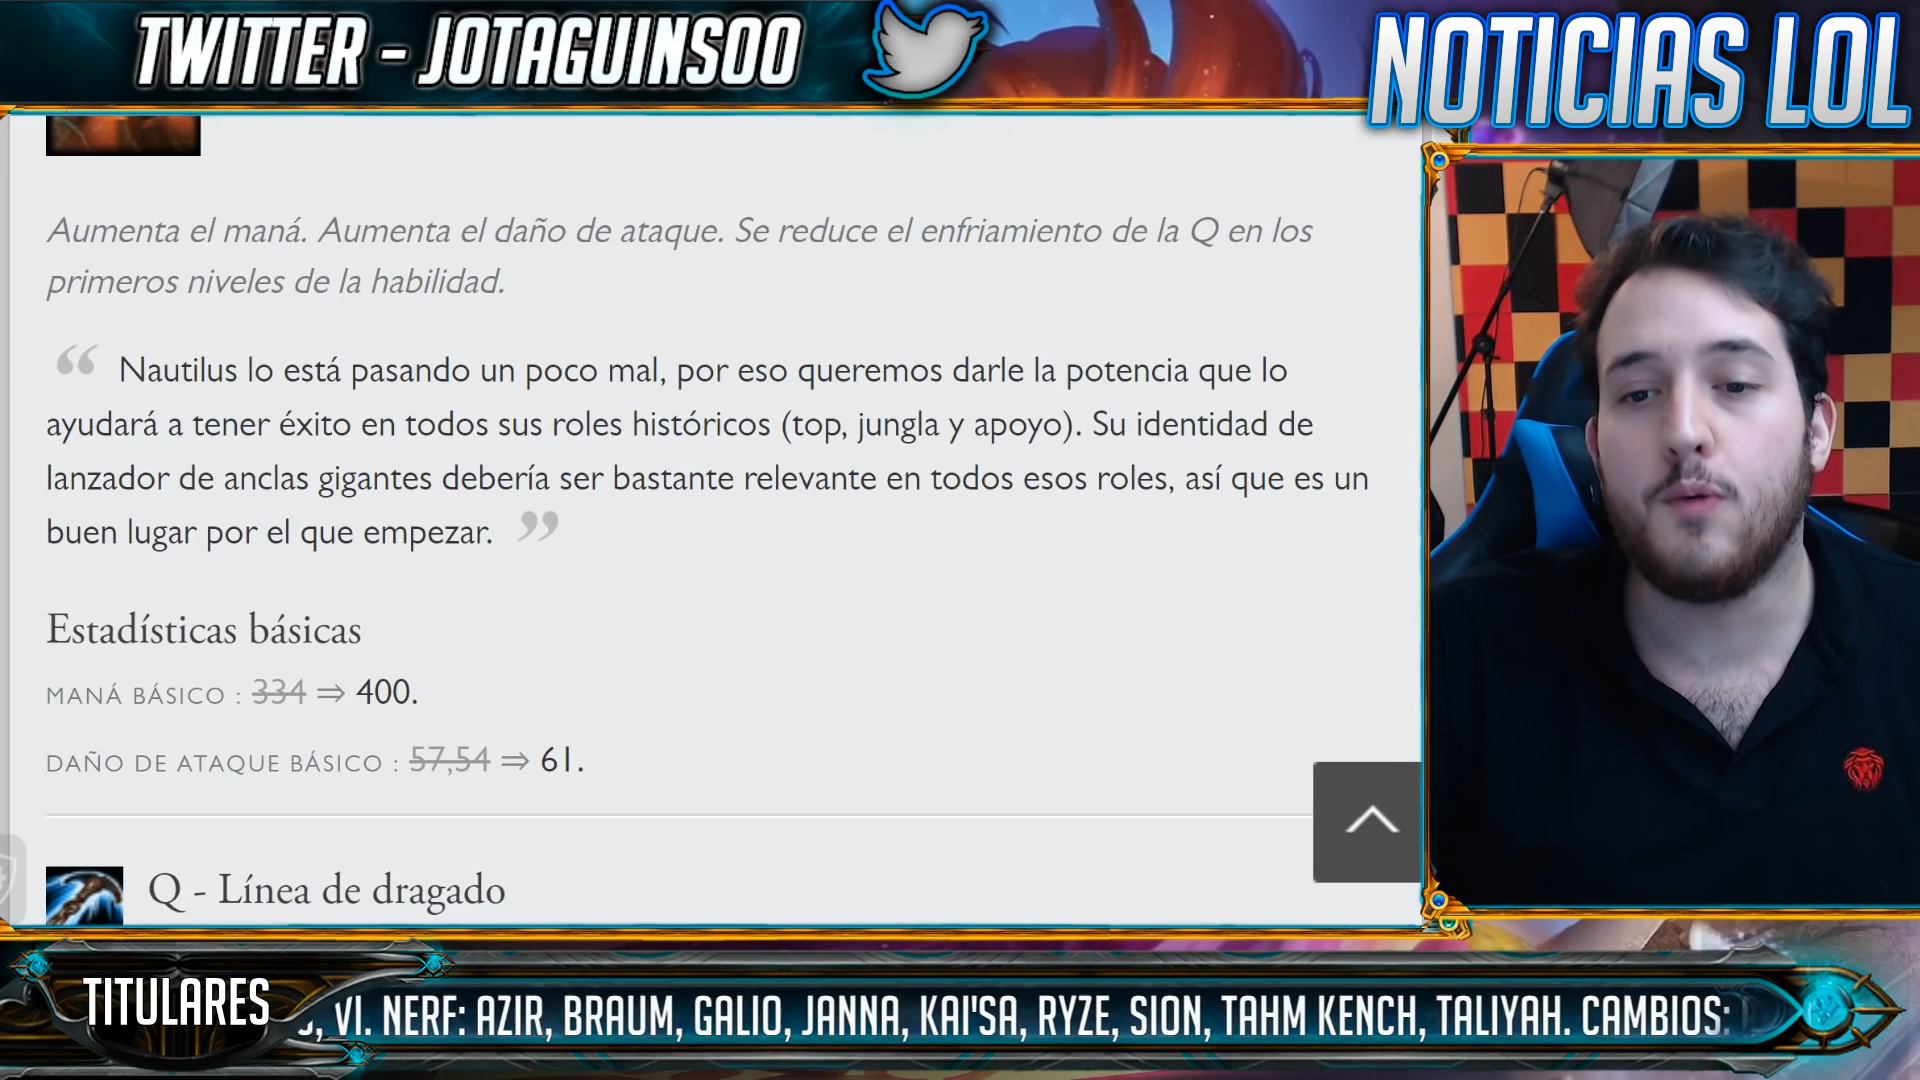 TWITTER - JOTAGUINSOO
NOTICIAS LOL
Aumenta el maná. Aumenta el daño de ataque. Se reduce el enfriamiento de la Q en los
primeros niveles de la habilidad.
“ Nautilus lo está pasando un poco mal, por eso queremos darle la potencia que lo
ayudará a tener éxito en todos sus roles históricos (top, jungla y apoyo). Su identidad de
lanzador de anclas gigantes debería ser bastante relevante en todos esos roles, así que es un
buen lugar por el que empezar. ”
Estadísticas básicas
MANÁ BÁSICO : 334 ⇒ 400.
DAÑO DE ATAQUE BÁSICO : 57,54 ⇒ 61.
Q - Línea de dragado
TITULARES
, VI. NERF: AZIR, BRAUM, GALIO, JANNA, KAI'SA, RYZE, SION, TAHM KENCH, TALIYAH. CAMBIOS: